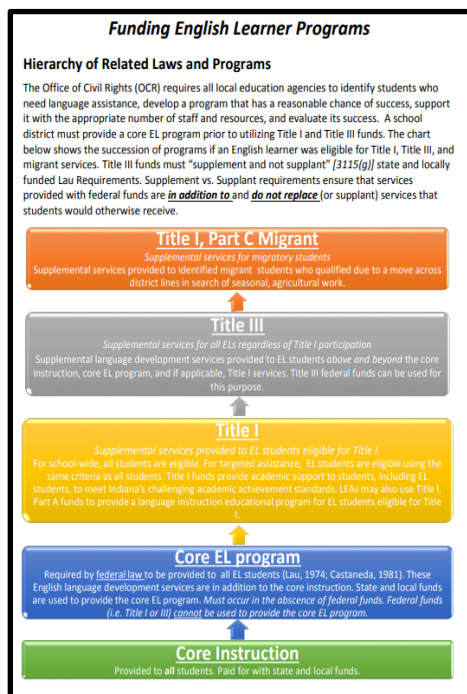 Funding English Learner Programs
Hierarchy of Related Laws and Programs
The Office of Civil Rights (OCR) requires all local education agencies to identify students who
need language assistance, develop a program that has a reasonable chance of success, support
it with the appropriate number of staff and resources, and evaluate its success. A school
district must provide a core EL program prior to utilizing Title I and Title III funds. The chart
below shows the succession of programs if an English learner was eligible for Title I, Title III,
and migrant services. Title III funds must “supplement and not supplant” [3115(g)] state and locally
funded Lau Requirements. Supplement vs. Supplant requirements ensure that services
provided with federal funds are in addition to and do not replace (or supplant) services that
students would otherwise receive.
Title I, Part C Migrant
Supplemental services for migratory students
Supplemental services provided to identified migrant students who qualified due to a move across
district lines in search of seasonal, agricultural work.
Title III
Supplemental services for all ELs regardless of Title I participation
Supplemental language development services provided to EL students above and beyond the core
instruction, core EL program, and if applicable, Title I services. Title III federal funds can be used for
this purpose.
Title I
Supplemental services provided to EL students eligible for Title I.
For school-wide, all students are eligible. For targeted assistance, EL students are eligible using the
same criteria as all students. Title I funds provide academic support to students, including EL
students, to meet Indiana's challenging academic achievement standards. LEAs may also use Title I,
Part A funds to provide a language instruction educational program for EL students eligible for Title
I.
Core EL program
Required by federal law to be provided to all EL students (Lau, 1974; Castaneda, 1981). These
English language development services are in addition to the core instruction. State and local funds
are used to provide the core EL program. Must occur in the abscence of federal funds. Federal funds
(i.e. Title I or III) cannot be used to provide the core EL program.
Core Instruction
Provided to all students. Paid for with state and local funds.